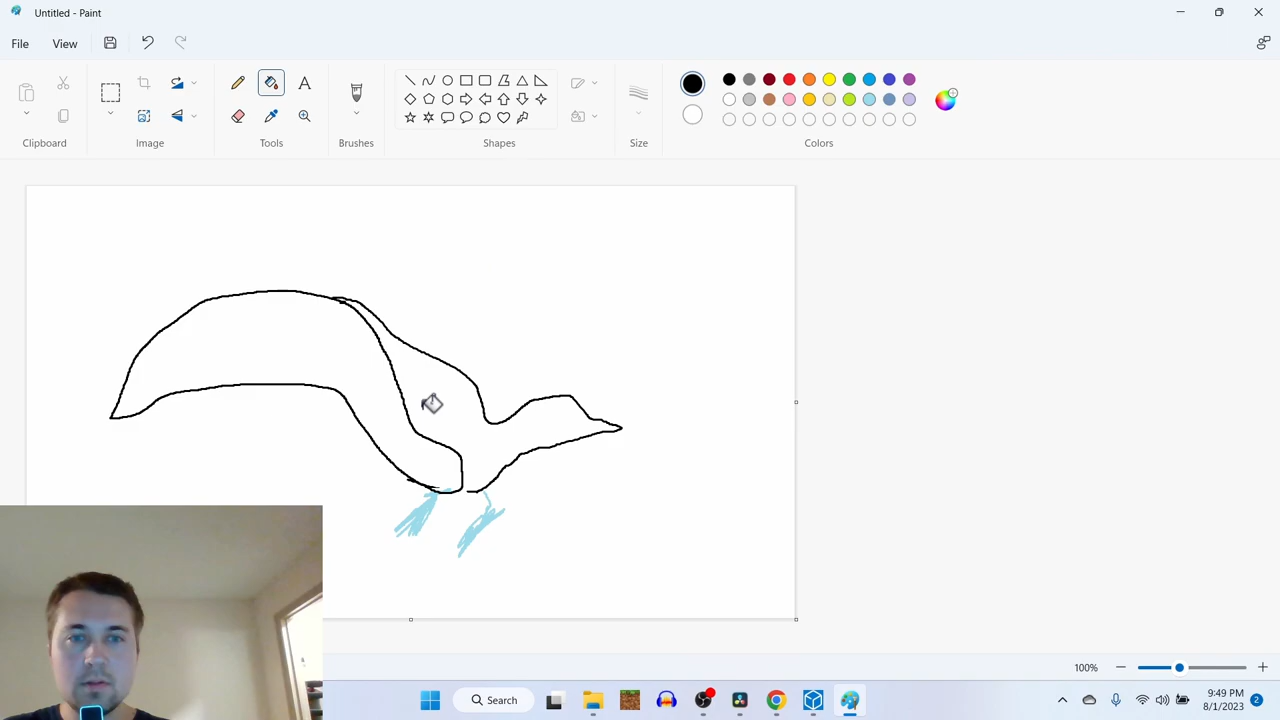 Untitled - Paint
File View
A
Clipboard Image Tools Brushes Shapes Size Colors
100%
Search
9:49 PM
8/1/2023
2